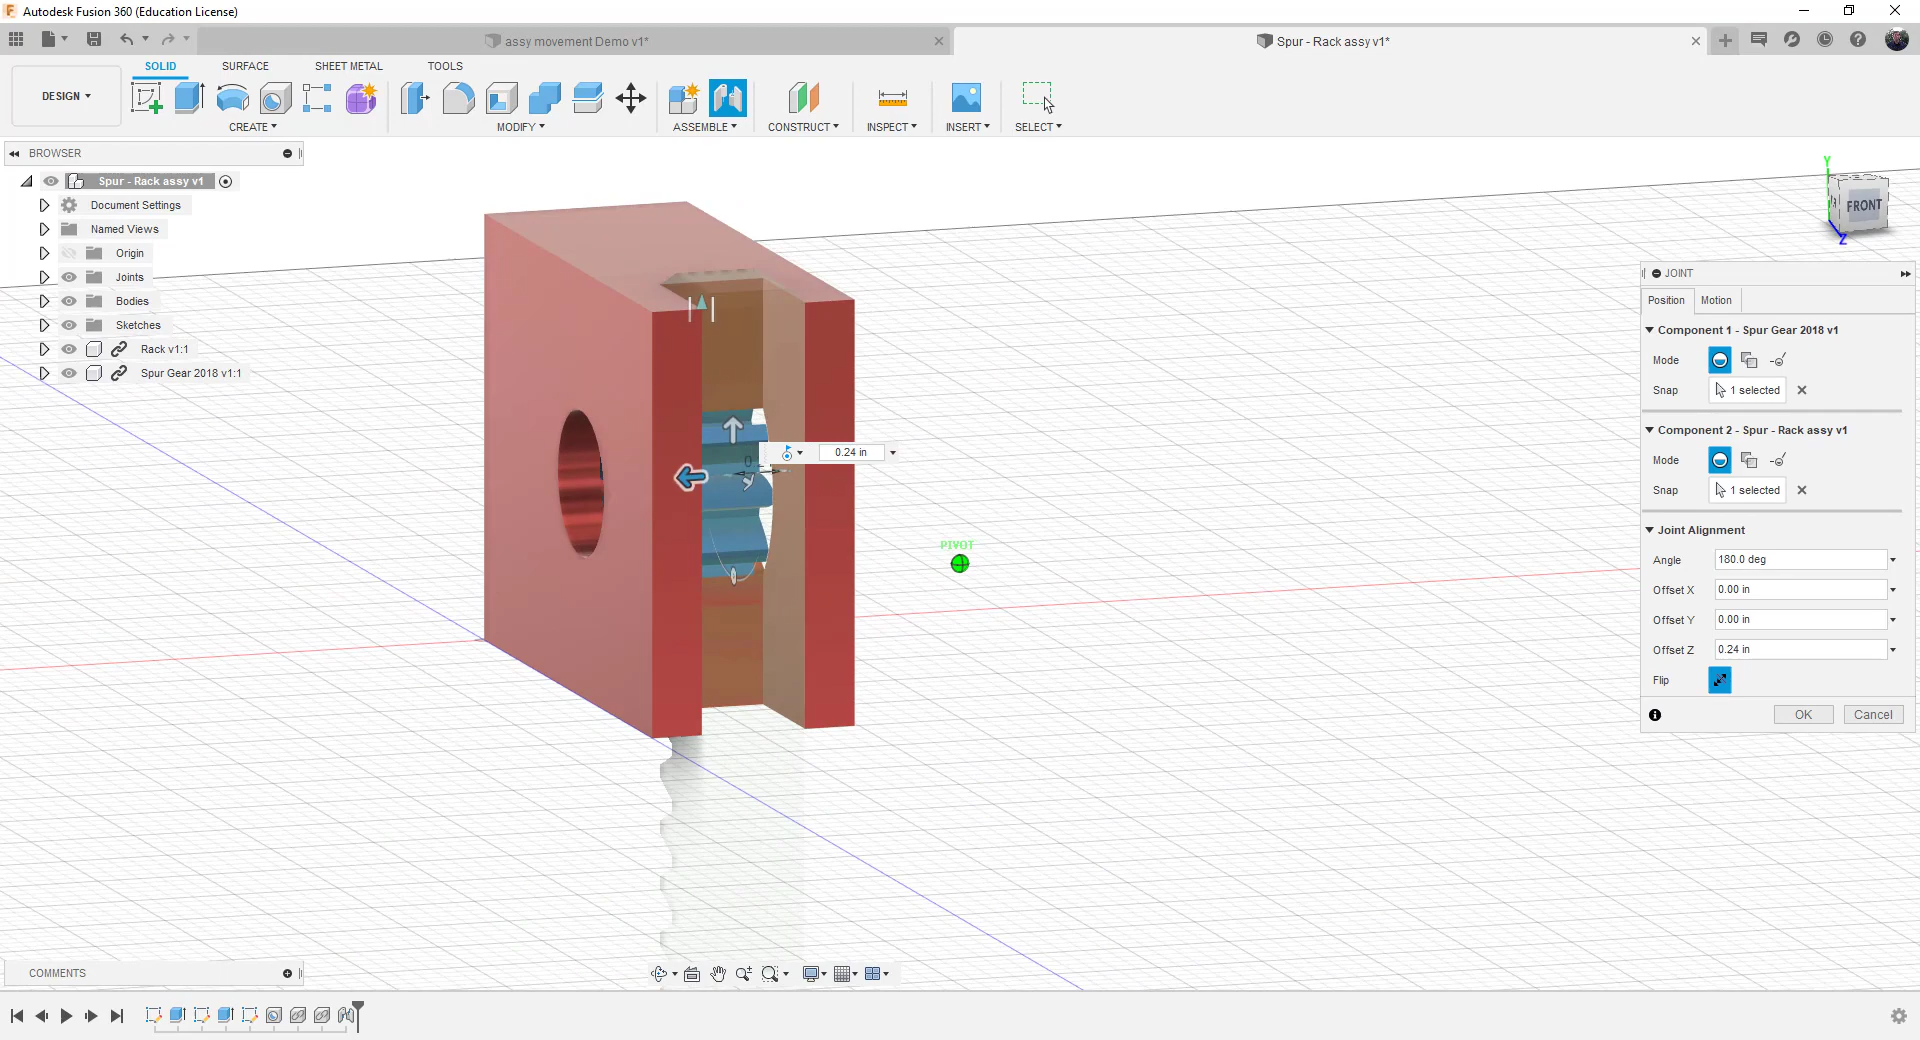 Autodesk Fusion 360 (Education License)
assy movement Demo v1*
Spur - Rack assy v1*
SOLID
SURFACE
SHEET METAL
TOOLS
DESIGN
CREATE
MODIFY
ASSEMBLE
CONSTRUCT
INSPECT
INSERT
SELECT
BROWSER
Spur - Rack assy v1
Document Settings
Named Views
Origin
Joints
Bodies
Sketches
Rack v1:1
Spur Gear 2018 v1:1
Y
FRONT
Z
0.24 in
PIVOT
JOINT
Position
Motion
Component 1 - Spur Gear 2018 v1
Mode
Snap
1 selected
Component 2 - Spur - Rack assy v1
Mode
Snap
1 selected
Joint Alignment
Angle
180.0 deg
Offset X
0.00 in
Offset Y
0.00 in
Offset Z
0.24 in
Flip
OK
Cancel
COMMENTS